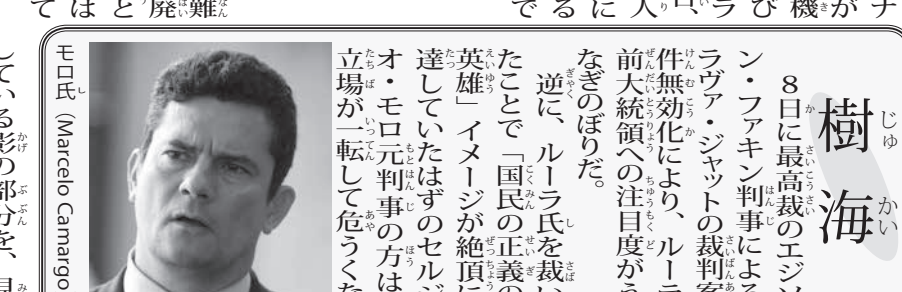 ナ
が
機
び
ラ
人
に
る
で
難
廃
と
は
て
樹海
8日に最高裁のエジソ
ン・ファキン判事による
ラヴァ・ジャットの裁判案
件無効化により、ルーラ
前大統領への注目度がう
なぎのぼりだ。
逆に、ルーラ氏を裁い
たことで「国民の正義の
英雄」イメージが絶頂に
達していたはずのセルジ
オ・モロ元判事の方は
立場が一転して危うく
モロ氏（Marcelo Camargo
している影の部分を、